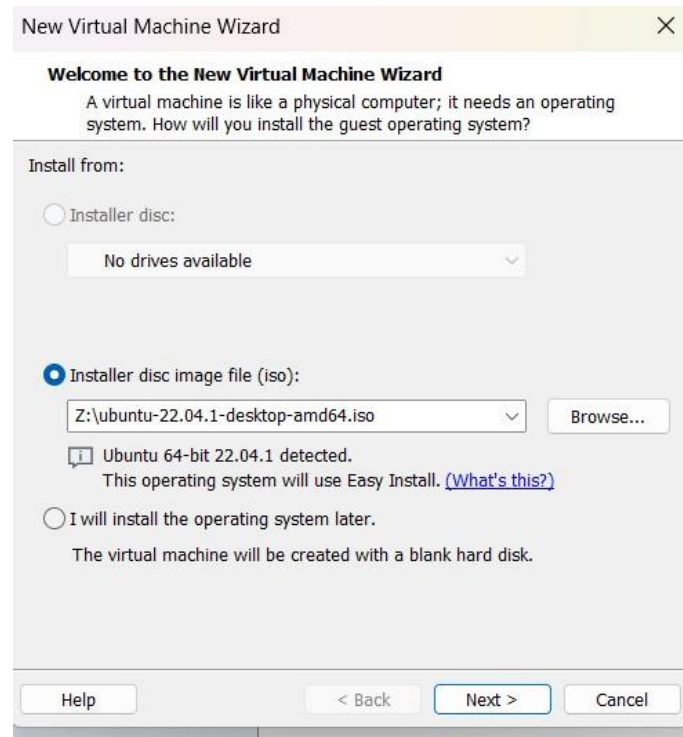 New Virtual Machine Wizard
Welcome to the New Virtual Machine Wizard
A virtual machine is like a physical computer; it needs an operating
system. How will you install the guest operating system?
Install from:
Installer disc:
No drives available
Installer disc image file (iso):
Z:\ubuntu-22.04.1-desktop-amd64.iso
Browse...
Ubuntu 64-bit 22.04.1 detected.
This operating system will use Easy Install. (What's this?)
I will install the operating system later.
The virtual machine will be created with a blank hard disk.
Help < Back Next > Cancel